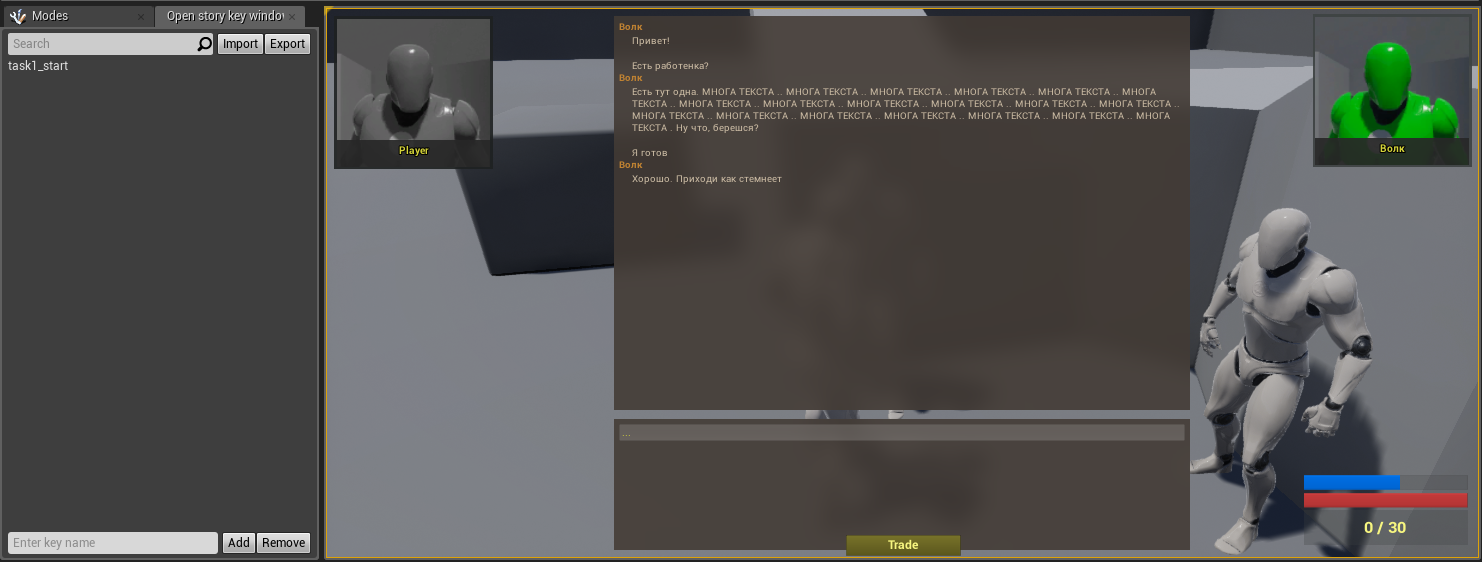 Modes
Open story key windo
Search
Import
Export
task1_start
Enter key name
Add
Remove
Player
Волк
Привет!
Есть работенка?
Волк
Есть тут одна. МНОГА ТЕКСТА .. МНОГА ТЕКСТА .. МНОГА ТЕКСТА .. МНОГА ТЕКСТА .. МНОГА ТЕКСТА .. МНОГА
ТЕКСТА .. МНОГА ТЕКСТА .. МНОГА ТЕКСТА .. МНОГА ТЕКСТА .. МНОГА ТЕКСТА .. МНОГА ТЕКСТА .. МНОГА ТЕКСТА ..
МНОГА ТЕКСТА .. МНОГА ТЕКСТА .. МНОГА ТЕКСТА .. МНОГА ТЕКСТА .. МНОГА ТЕКСТА .. МНОГА ТЕКСТА .. МНОГА
ТЕКСТА . Ну что, берешся?
Я готов
Волк
Хорошо. Приходи как стемнеет
...
Trade
Волк
0 / 30